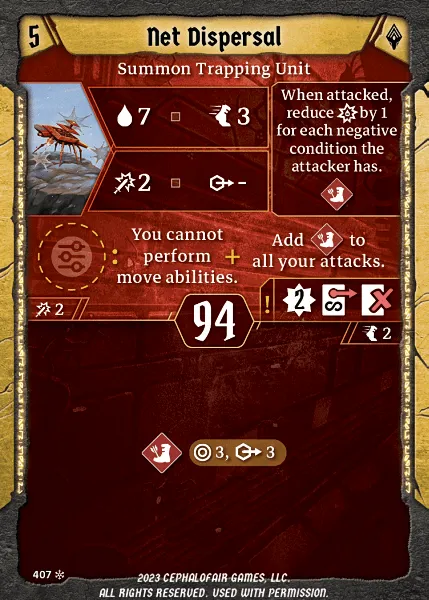 5 Net Dispersal
Summon Trapping Unit
7 3
When attacked,
reduce by 1
for each negative
condition the
attacker has.
2 –
You cannot
perform
move abilities.
:
+
Add to
all your attacks.
2
94
! 2
2
3, 3
407
2023 CEPHALOFAIR GAMES, LLC.
ALL RIGHTS RESERVED. USED WITH PERMISSION.